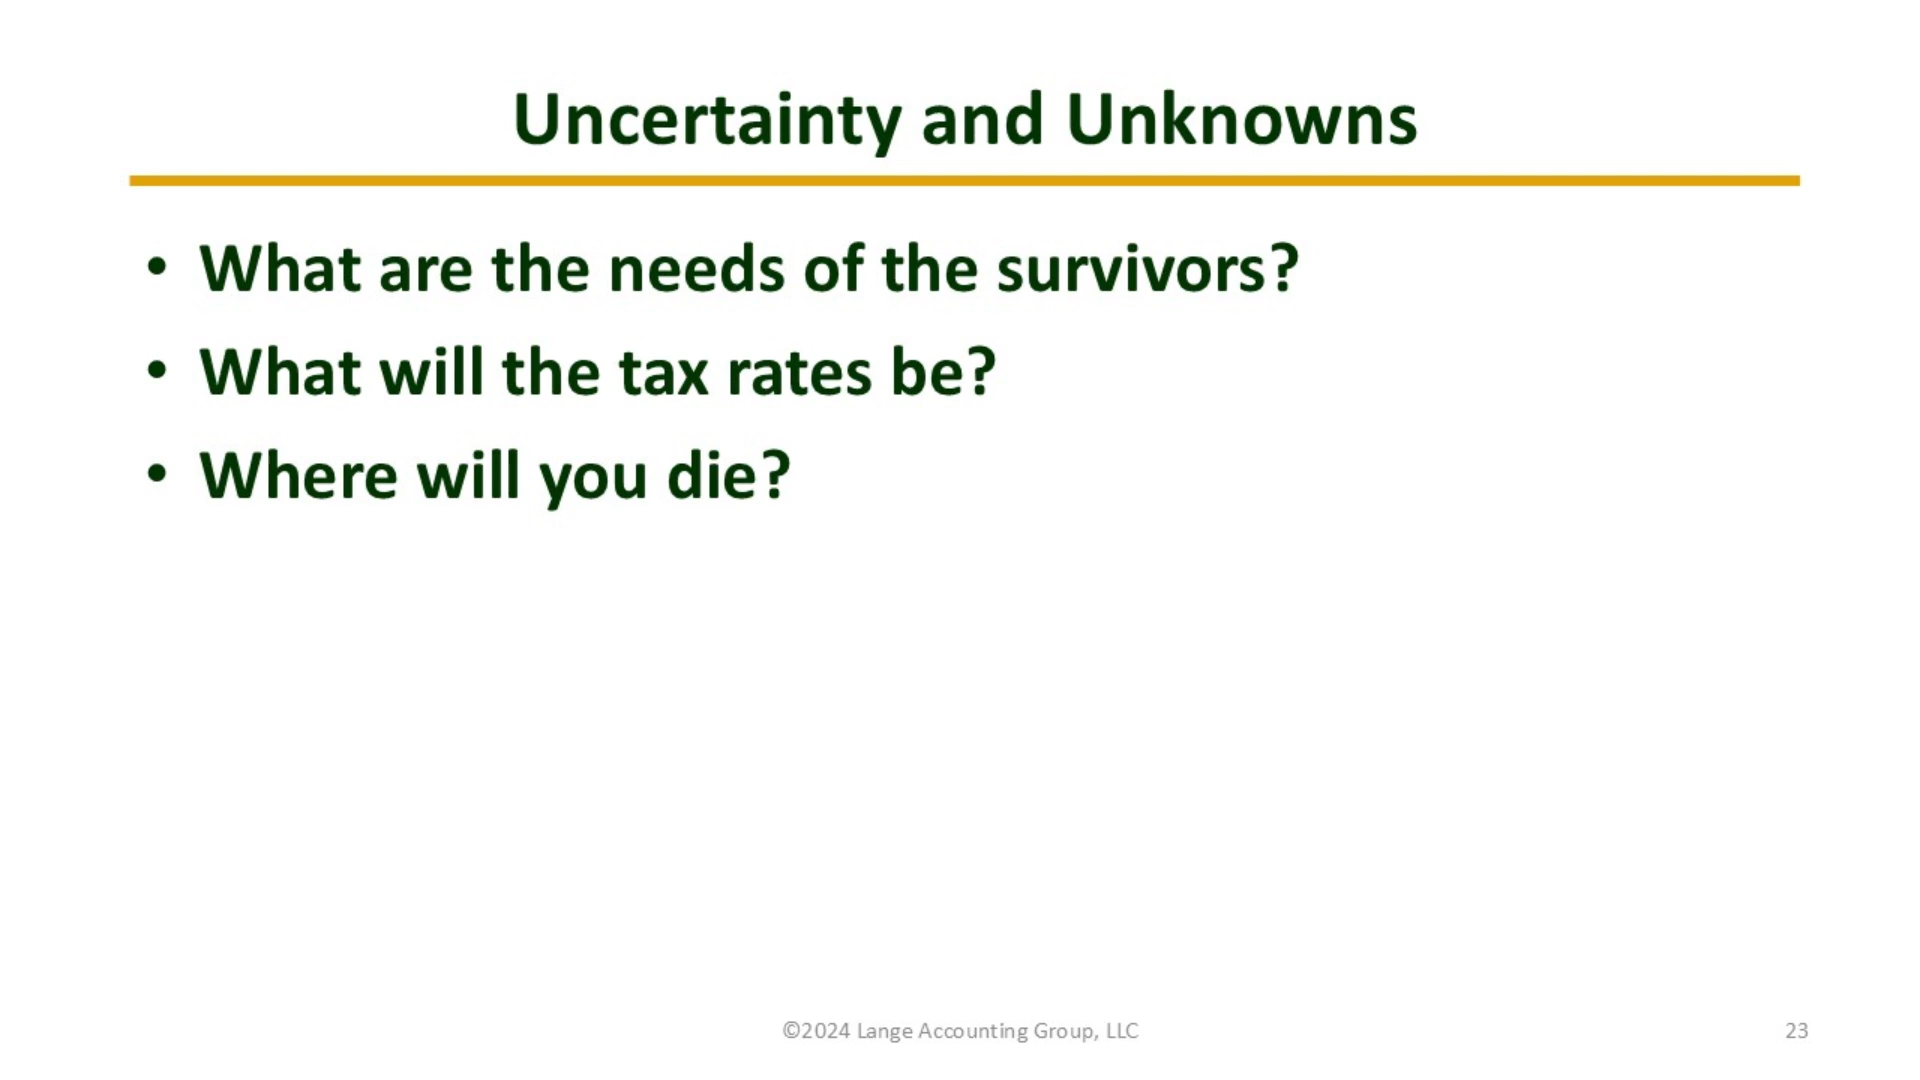 Uncertainty and Unknowns
• What are the needs of the survivors?
• What will the tax rates be?
• Where will you die?
©2024 Lange Accounting Group, LLC
23